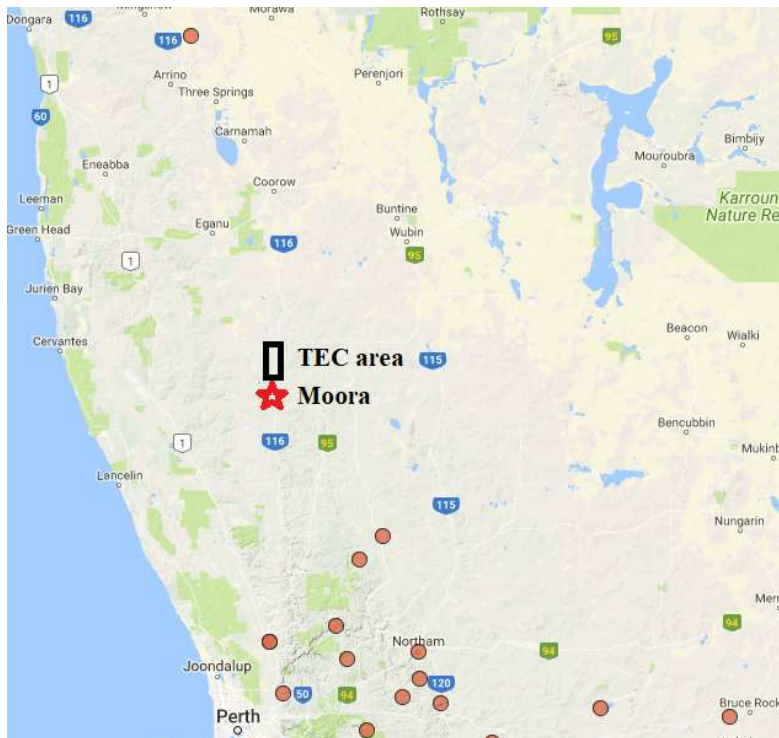 Mingenew
Morawa
Rothsay
Dongara
116
116
95
Arrino
Perenjori
1
Three Springs
60
Carnamah
Bimbijy
Mouroubra
Eneabba
Coorow
Leeman
Karroun
Nature Re
Buntine
Eganu
Green Head
Wubin
116
95
1
Jurien Bay
Beacon
Wialki
Cervantes
TEC area
115
Moora
Bencubbin
116
95
1
Mukinb
Lancelin
115
Nungarin
Merr
94
Northam
94
Joondalup
120
50
94
Bruce Rock
Perth